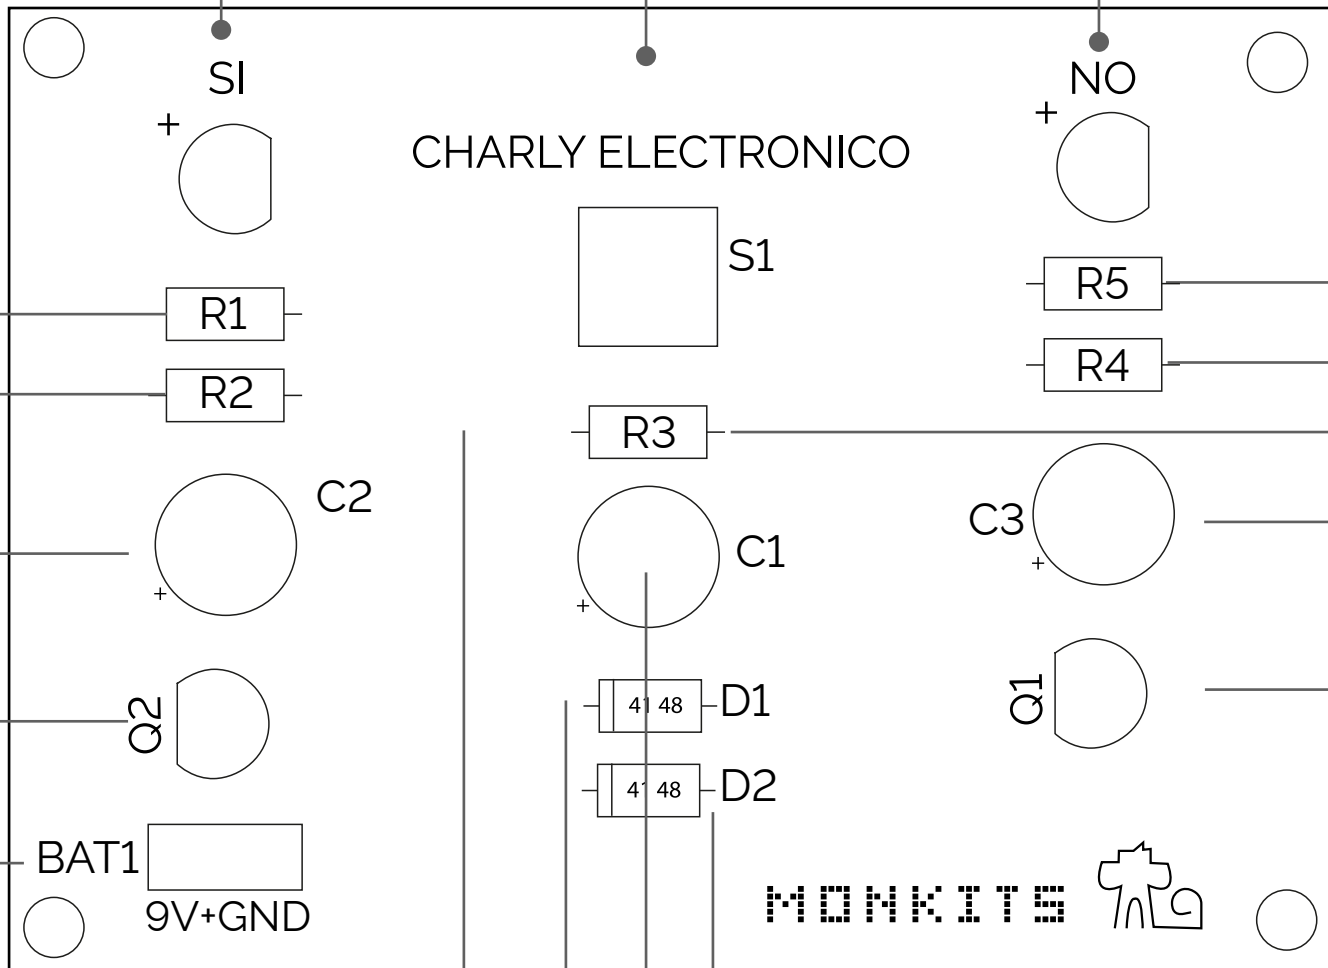 SI
NO
+
+
CHARLY ELECTRONICO
S1
R1
R5
R2
R4
R3
C2
C3
+
C1
+
+
41 48
D1
Q2
Q1
41 48
D2
BAT1
9V+GND
MONKITS